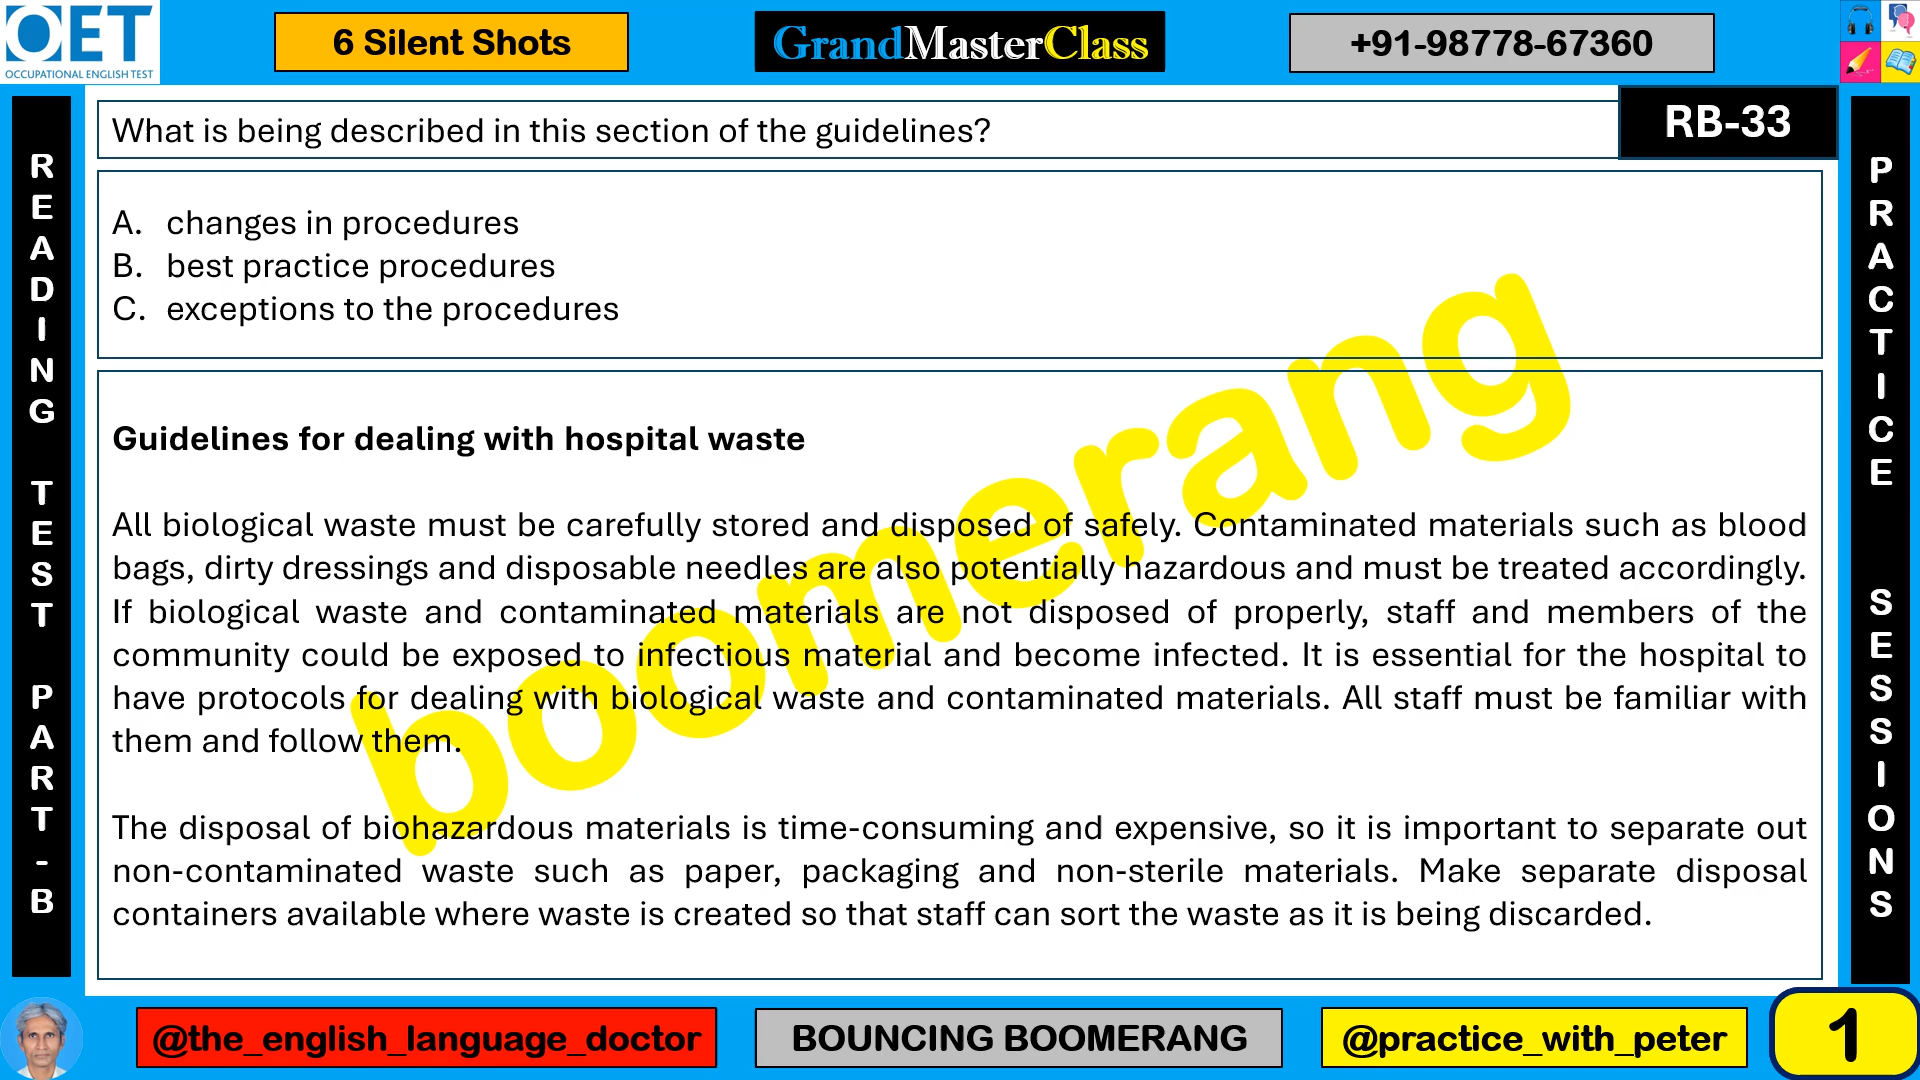 OET
OCCUPATIONAL ENGLISH TEST
6 Silent Shots
GrandMasterClass
+91-98778-67360
READING TEST PART-B
What is being described in this section of the guidelines?
RB-33
A. changes in procedures
B. best practice procedures
C. exceptions to the procedures
Guidelines for dealing with hospital waste
All biological waste must be carefully stored and disposed of safely. Contaminated materials such as blood
bags, dirty dressings and disposable needles are also potentially hazardous and must be treated accordingly.
If biological waste and contaminated materials are not disposed of properly, staff and members of the
community could be exposed to infectious material and become infected. It is essential for the hospital to
have protocols for dealing with biological waste and contaminated materials. All staff must be familiar with
them and follow them.
The disposal of biohazardous materials is time-consuming and expensive, so it is important to separate out
non-contaminated waste such as paper, packaging and non-sterile materials. Make separate disposal
containers available where waste is created so that staff can sort the waste as it is being discarded.
boomerang
PRACTICE SESSIONS
@the_english_language_doctor
BOUNCING BOOMERANG
@practice_with_peter
1